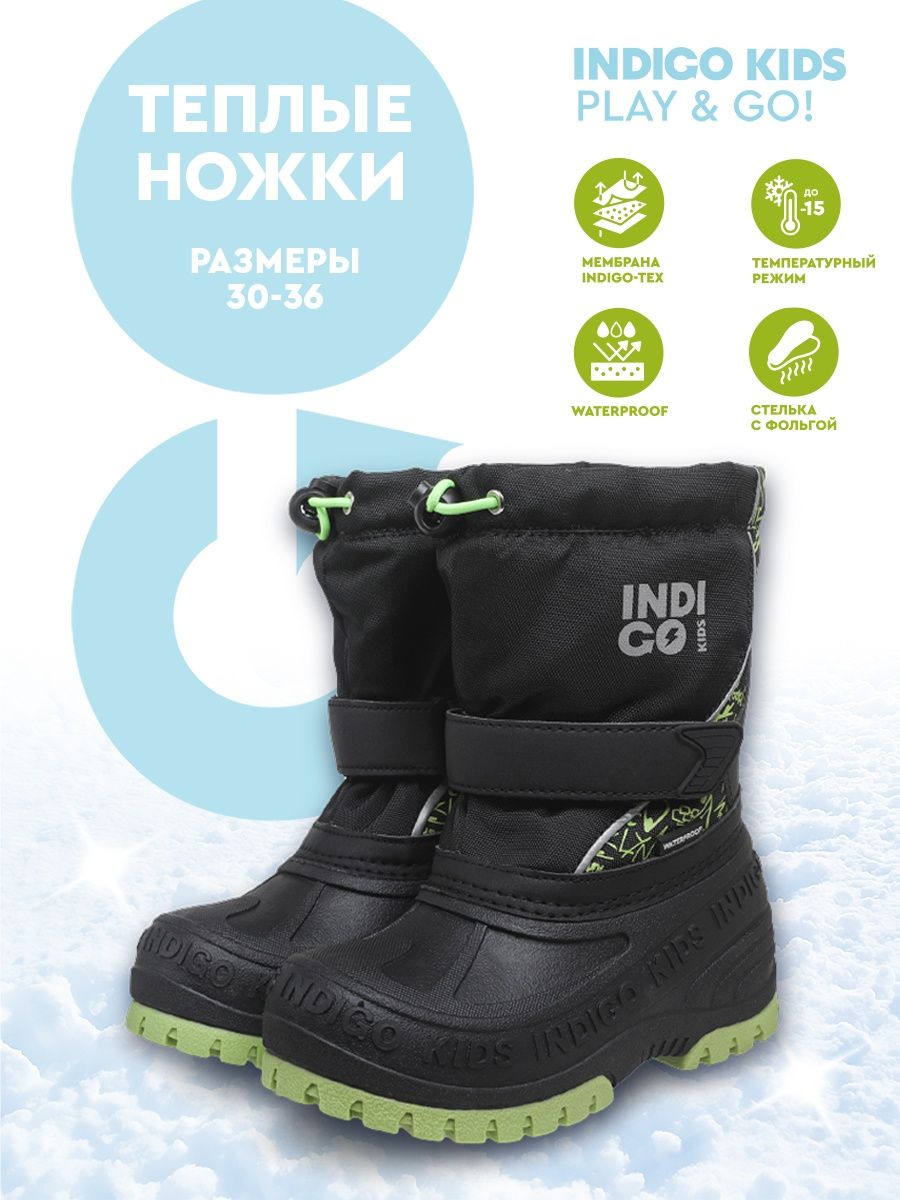 ТЕПЛЫЕ
НОЖКИ
РАЗМЕРЫ
30-36
INDIGO KIDS
PLAY & GO!
МЕМБРАНА
INDIGO-TEX
ДО
-15
ТЕМПЕРАТУРНЫЙ
РЕЖИМ
WATERPROOF
СТЕЛЬКА
С ФОЛЬГОЙ
INDI
GO
KIDS
WATERPROOF
INDIGO K
INDIGO KIDS INDIGO KIDS INDI